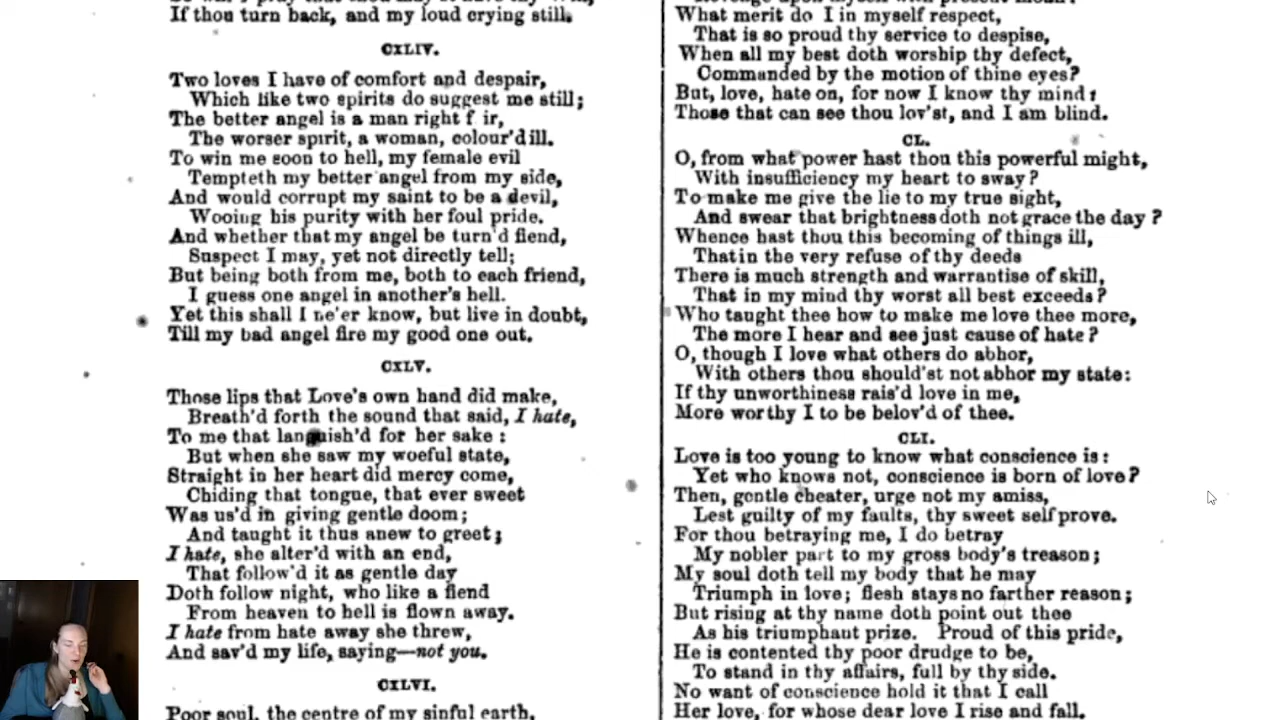 If thou turn back, and my loud crying still.
CXLIV.
Two loves I have of comfort and despair,
Which like two spirits do suggest me still;
The better angel is a man right f ir,
The worser spirit, a woman, colour'd ill.
To win me soon to hell, my female evil
Tempteth my better angel from my side,
And would corrupt my saint to be a devil,
Wooing his purity with her foul pride.
And whether that my angel be turn'd fiend,
Suspect I may, yet not directly tell;
But being both from me, both to each friend,
I guess one angel in another's hell.
Yet this shall I ne'er know, but live in doubt,
Till my bad angel fire my good one out.
CXLV.
Those lips that Love's own hand did make,
Breath'd forth the sound that said, I hate,
To me that languish'd for her sake:
But when she saw my woeful state,
Straight in her heart did mercy come,
Chiding that tongue, that ever sweet
Was us'd in giving gentle doom;
And taught it thus anew to greet;
I hate, she alter'd with an end,
That follow'd it as gentle day
Doth follow night, who like a fiend
From heaven to hell is flown away.
I hate from hate away she threw,
And sav'd my life, saying—not you.
CXLVI.
Poor soul, the centre of my sinful earth,
What merit do I in myself respect,
That is so proud thy service to despise,
When all my best doth worship thy defect,
Commanded by the motion of thine eyes?
But, love, hate on, for now I know thy mind;
Those that can see thou lov'st, and I am blind.
CL.
O, from what power hast thou this powerful might,
With insufficiency my heart to sway?
To make me give the lie to my true sight,
And swear that brightness doth not grace the day?
Whence hast thou this becoming of things ill,
That in the very refuse of thy deeds
There is much strength and warrantise of skill,
That in my mind thy worst all best exceeds?
Who taught thee how to make me love thee more,
The more I hear and see just cause of hate?
O, though I love what others do abhor,
With others thou should'st not abhor my state:
If thy unworthiness rais'd love in me,
More worthy I to be belov'd of thee.
CLI.
Love is too young to know what conscience is:
Yet who knows not, conscience is born of love?
Then, gentle cheater, urge not my amiss,
Lest guilty of my faults, thy sweet self prove.
For thou betraying me, I do betray
My nobler part to my gross body's treason;
My soul doth tell my body that he may
Triumph in love; flesh stays no farther reason;
But rising at thy name doth point out thee
As his triumphant prize. Proud of this pride,
He is contented thy poor drudge to be,
To stand in thy affairs, full by thy side.
No want of conscience hold it that I call
Her love, for whose dear love I rise and fall.